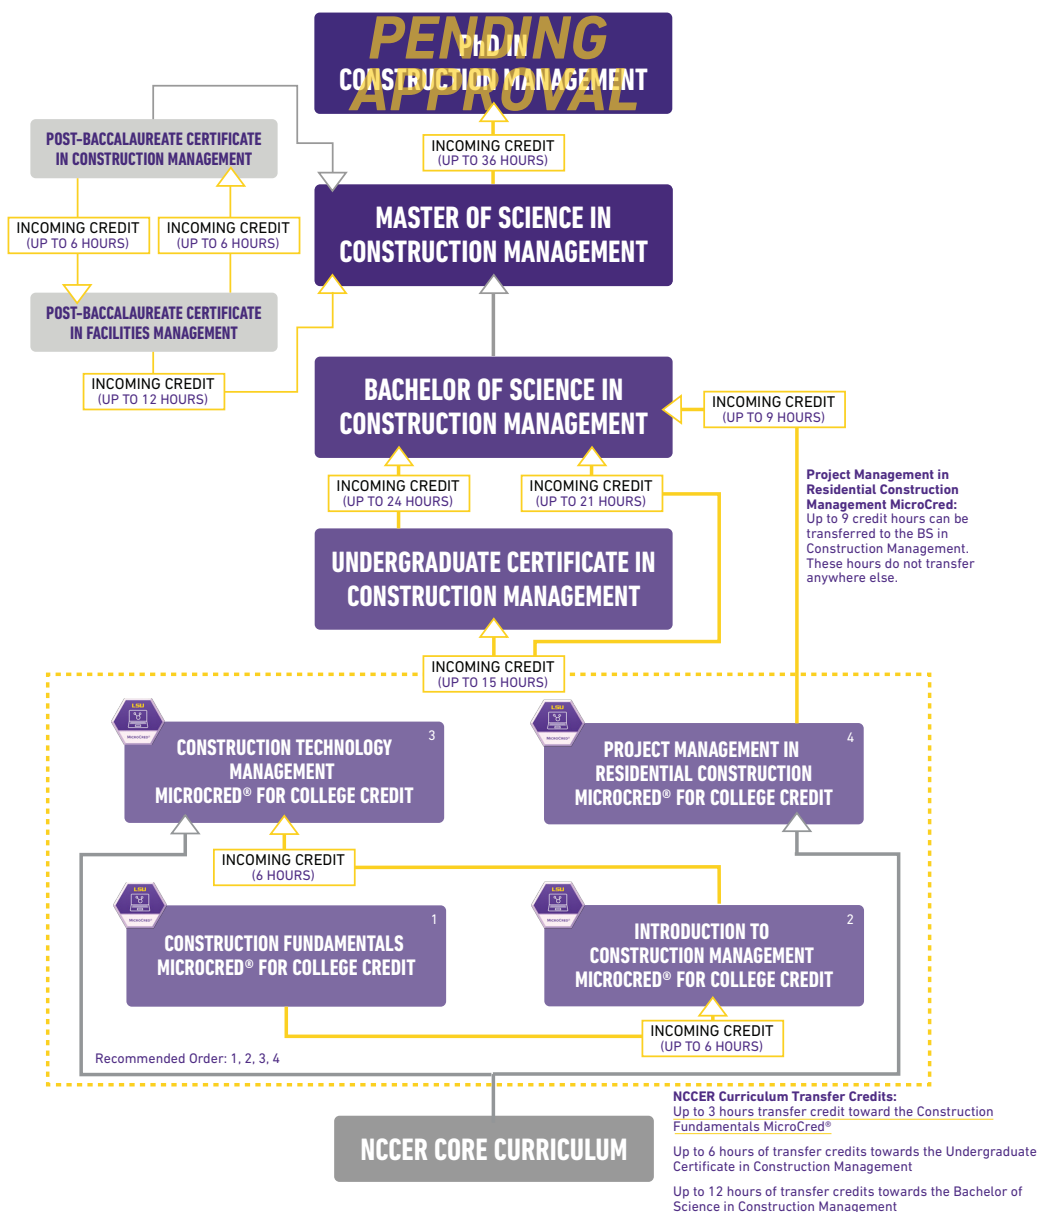 PENDING
APPROVAL
PhD IN
CONSTRUCTION MANAGEMENT
INCOMING CREDIT
(UP TO 36 HOURS)
POST-BACCALAUREATE CERTIFICATE
IN CONSTRUCTION MANAGEMENT
MASTER OF SCIENCE IN
CONSTRUCTION MANAGEMENT
INCOMING CREDIT
(UP TO 6 HOURS)
INCOMING CREDIT
(UP TO 6 HOURS)
POST-BACCALAUREATE CERTIFICATE
IN FACILITIES MANAGEMENT
INCOMING CREDIT
(UP TO 12 HOURS)
BACHELOR OF SCIENCE IN
CONSTRUCTION MANAGEMENT
INCOMING CREDIT
(UP TO 9 HOURS)
INCOMING CREDIT
(UP TO 24 HOURS)
INCOMING CREDIT
(UP TO 21 HOURS)
Project Management in
Residential Construction
Management MicroCred:
Up to 9 credit hours can be
transferred to the BS in
Construction Management.
These hours do not transfer
anywhere else.
UNDERGRADUATE CERTIFICATE IN
CONSTRUCTION MANAGEMENT
INCOMING CREDIT
(UP TO 15 HOURS)
LSU
MICROCRED®
3
CONSTRUCTION TECHNOLOGY
MANAGEMENT
MICROCRED® FOR COLLEGE CREDIT
LSU
MICROCRED®
4
PROJECT MANAGEMENT IN
RESIDENTIAL CONSTRUCTION
MICROCRED® FOR COLLEGE CREDIT
INCOMING CREDIT
(6 HOURS)
LSU
MICROCRED®
1
CONSTRUCTION FUNDAMENTALS
MICROCRED® FOR COLLEGE CREDIT
LSU
MICROCRED®
2
INTRODUCTION TO
CONSTRUCTION MANAGEMENT
MICROCRED® FOR COLLEGE CREDIT
INCOMING CREDIT
(UP TO 6 HOURS)
Recommended Order: 1, 2, 3, 4
NCCER CORE CURRICULUM
NCCER Curriculum Transfer Credits:
Up to 3 hours transfer credit toward the Construction
Fundamentals MicroCred®
Up to 6 hours of transfer credits towards the Undergraduate
Certificate in Construction Management
Up to 12 hours of transfer credits towards the Bachelor of
Science in Construction Management